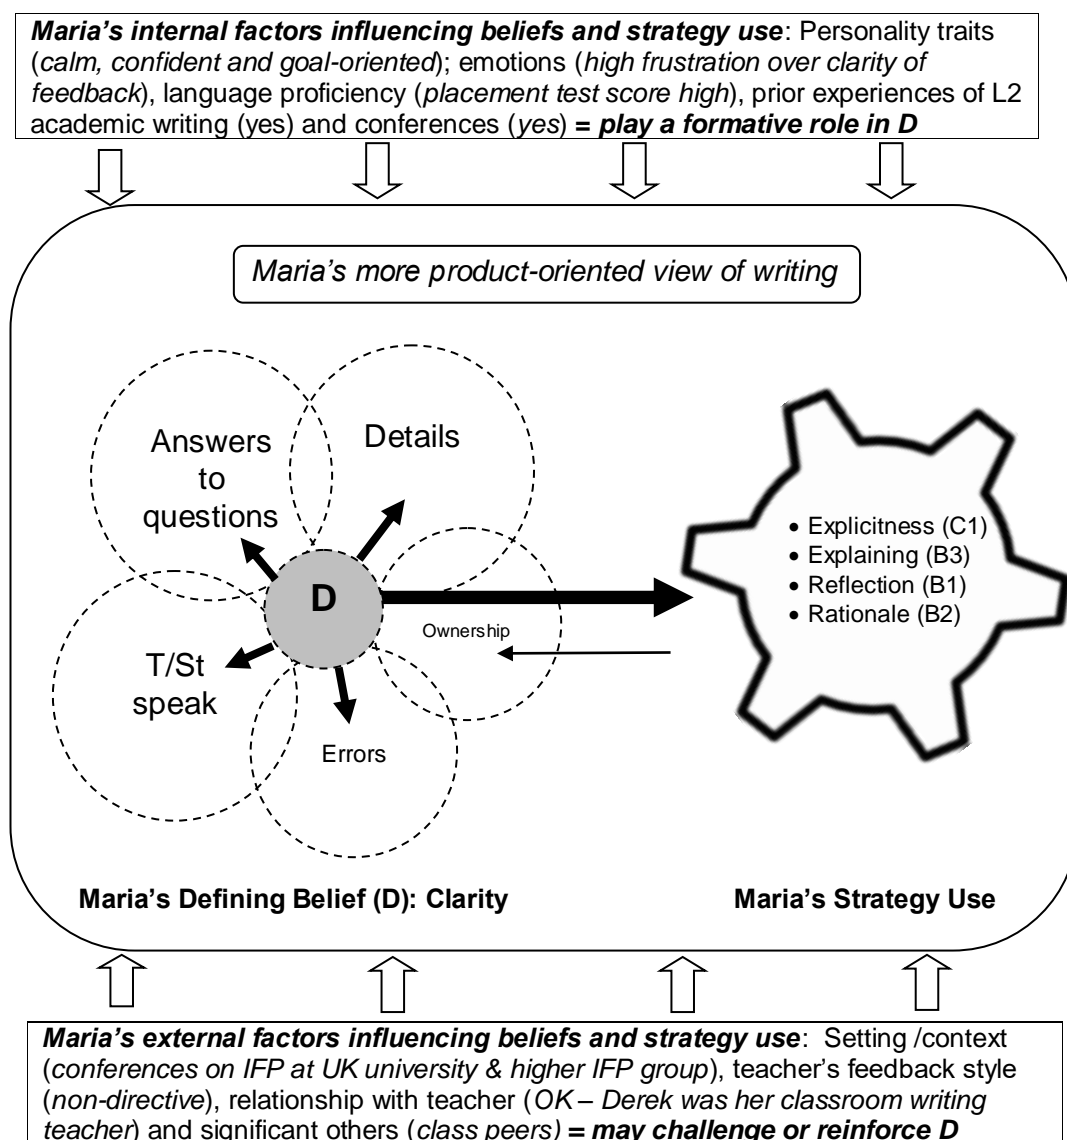 Maria’s internal factors influencing beliefs and strategy use: Personality traits
(calm, confident and goal-oriented); emotions (high frustration over clarity of
feedback), language proficiency (placement test score high), prior experiences of L2
academic writing (yes) and conferences (yes) = play a formative role in D
Maria’s more product-oriented view of writing
Answers
to
questions
Details
D
Ownership
T/St
speak
Errors
• Explicitness (C1)
• Explaining (B3)
• Reflection (B1)
• Rationale (B2)
Maria’s Defining Belief (D): Clarity
Maria’s Strategy Use
Maria’s external factors influencing beliefs and strategy use:  Setting /context
(conferences on IFP at UK university & higher IFP group), teacher’s feedback style
(non-directive), relationship with teacher (OK – Derek was her classroom writing
teacher) and significant others (class peers) = may challenge or reinforce D